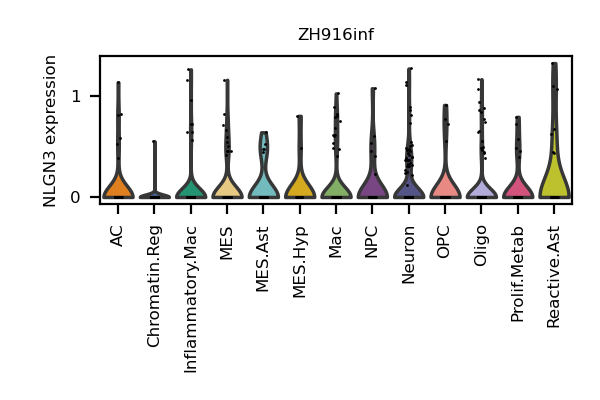 ZH916inf
NLGN3 expression
1
0
AC
Chromatin.Reg
Inflammatory.Mac
MES
MES.Ast
MES.Hyp
Mac
NPC
Neuron
OPC
Oligo
Prolif.Metab
Reactive.Ast